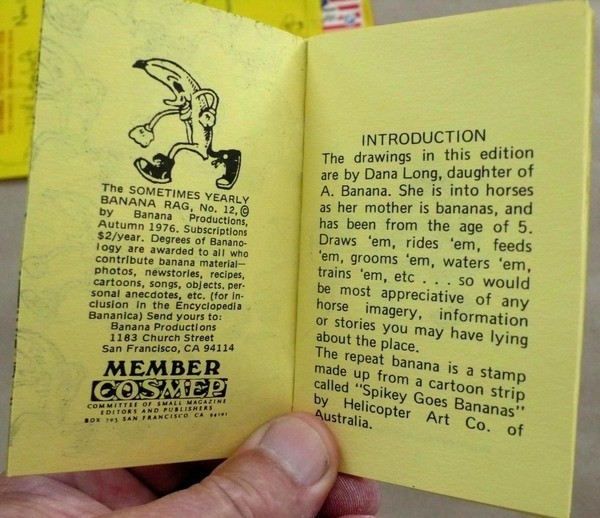 The SOMETIMES YEARLY
BANANA RAG, No. 12,©
by Banana Productions,
Autumn 1976. Subscriptions
$2/year. Degrees of Banano-
logy are awarded to all who
contribute banana material—
photos, newstories, recipes,
cartoons, songs, objects, per-
sonal anecdotes, etc. (for in-
clusion in the Encyclopedia
Bananica) Send yours to:
Banana Productions
1183 Church Street
San Francisco, CA 94114
MEMBER
COSMEP
COMMITTEE OF SMALL MAGAZINE
EDITORS AND PUBLISHERS
BOX 703 SAN FRANCISCO, CA. 94101
INTRODUCTION
The drawings in this edition
are by Dana Long, daughter of
A. Banana. She is into horses
as her mother is bananas, and
has been from the age of 5.
Draws 'em, rides 'em, feeds
'em, grooms 'em, waters 'em,
trains 'em, etc . . . so would
be most appreciative of any
horse imagery, information
or stories you may have lying
about the place.
The repeat banana is a stamp
made up from a cartoon strip
called "Spikey Goes Bananas"
by Helicopter Art Co. of
Australia.